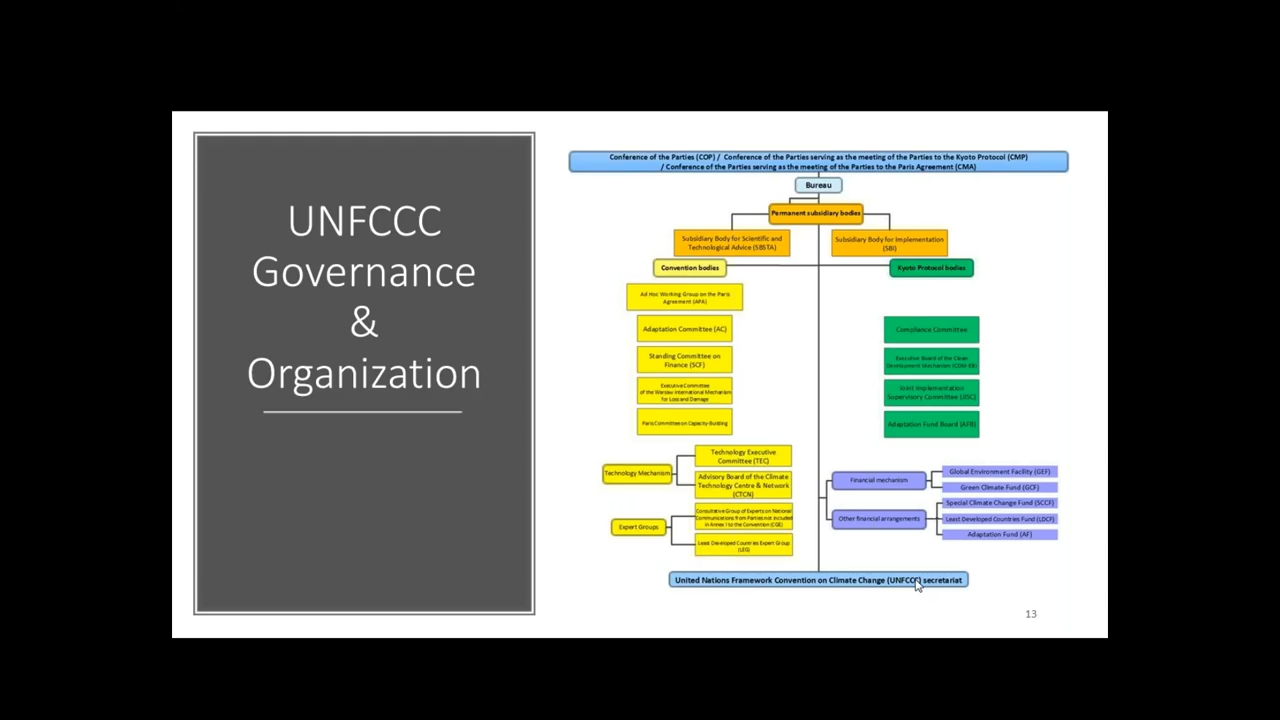 UNFCCC
Governance
&
Organization
Conference of the Parties (COP) / Conference of the Parties serving as the meeting of the Parties to the Kyoto Protocol (CMP)
/ Conference of the Parties serving as the meeting of the Parties to the Paris Agreement (CMA)
Bureau
Permanent subsidiary bodies
Subsidiary Body for Scientific and
Technological Advice (SBSTA)
Subsidiary Body for Implementation
(SBI)
Convention bodies
Kyoto Protocol bodies
Ad Hoc Working Group on the Paris
Agreement (APA)
Adaptation Committee (AC)
Standing Committee on
Finance (SCF)
Executive Committee
of the Warsaw International Mechanism
for Loss and Damage
Paris Committee on Capacity-Building
Compliance Committee
Executive Board of the Clean
Development Mechanism (CDM-EB)
Joint Implementation
Supervisory Committee (JISC)
Adaptation Fund Board (AFB)
Technology Mechanism
Technology Executive
Committee (TEC)
Advisory Board of the Climate
Technology Centre & Network
(CTCN)
Expert Groups
Consultative Group of Experts on National
Communications from Parties not Included
in Annex I to the Convention (CGE)
Least Developed Countries Expert Group
(LEG)
Financial mechanism
Global Environment Facility (GEF)
Green Climate Fund (GCF)
Other financial arrangements
Special Climate Change Fund (SCCF)
Least Developed Countries Fund (LDCF)
Adaptation Fund (AF)
United Nations Framework Convention on Climate Change (UNFCCC) secretariat
13